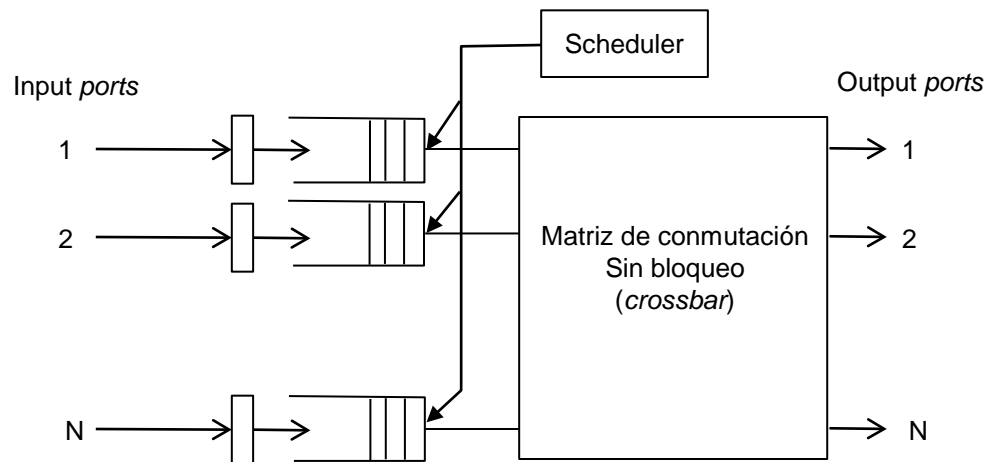 Scheduler
Input ports
Output ports
1
1
2
2
Matriz de conmutación
Sin bloqueo
(crossbar)
N
N